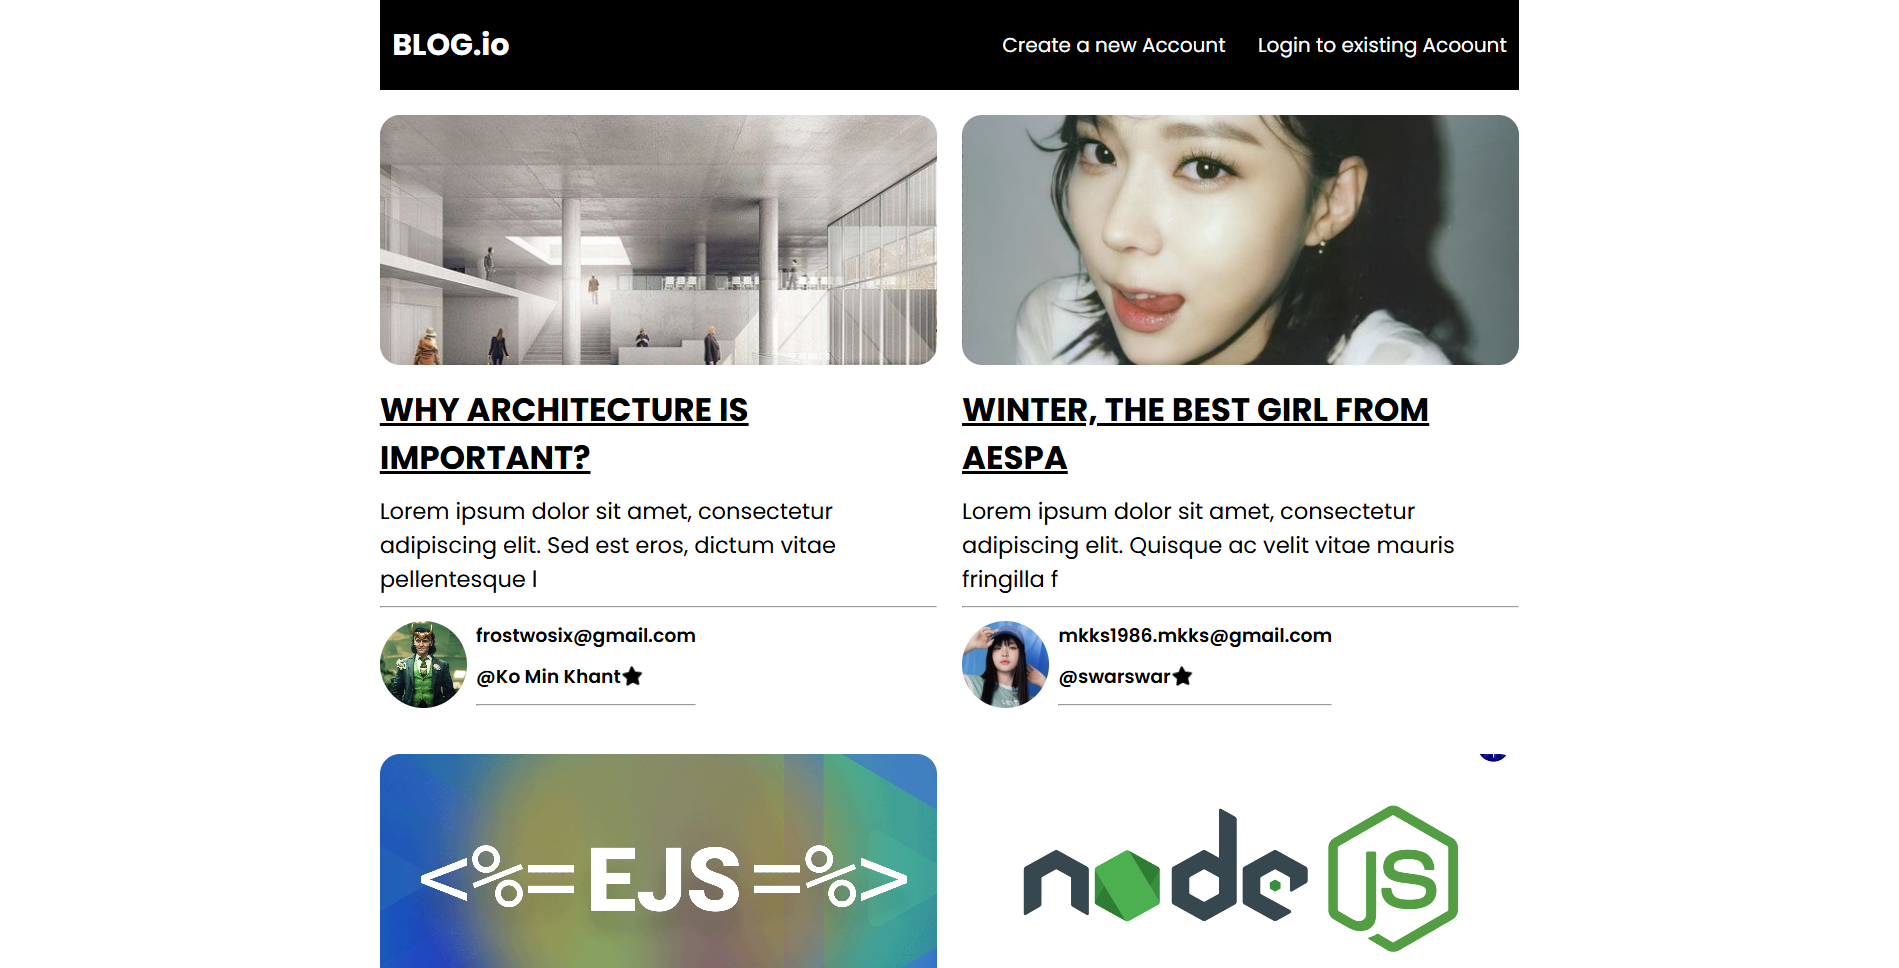 BLOG.io
Create a new Account
Login to existing Acoount
WHY ARCHITECTURE IS
IMPORTANT?
Lorem ipsum dolor sit amet, consectetur
adipiscing elit. Sed est eros, dictum vitae
pellentesque l
frostwosix@gmail.com
@Ko Min Khant
WINTER, THE BEST GIRL FROM
AESPA
Lorem ipsum dolor sit amet, consectetur
adipiscing elit. Quisque ac velit vitae mauris
fringilla f
mkks1986.mkks@gmail.com
@swarswar
<%= EJS =%>
node JS